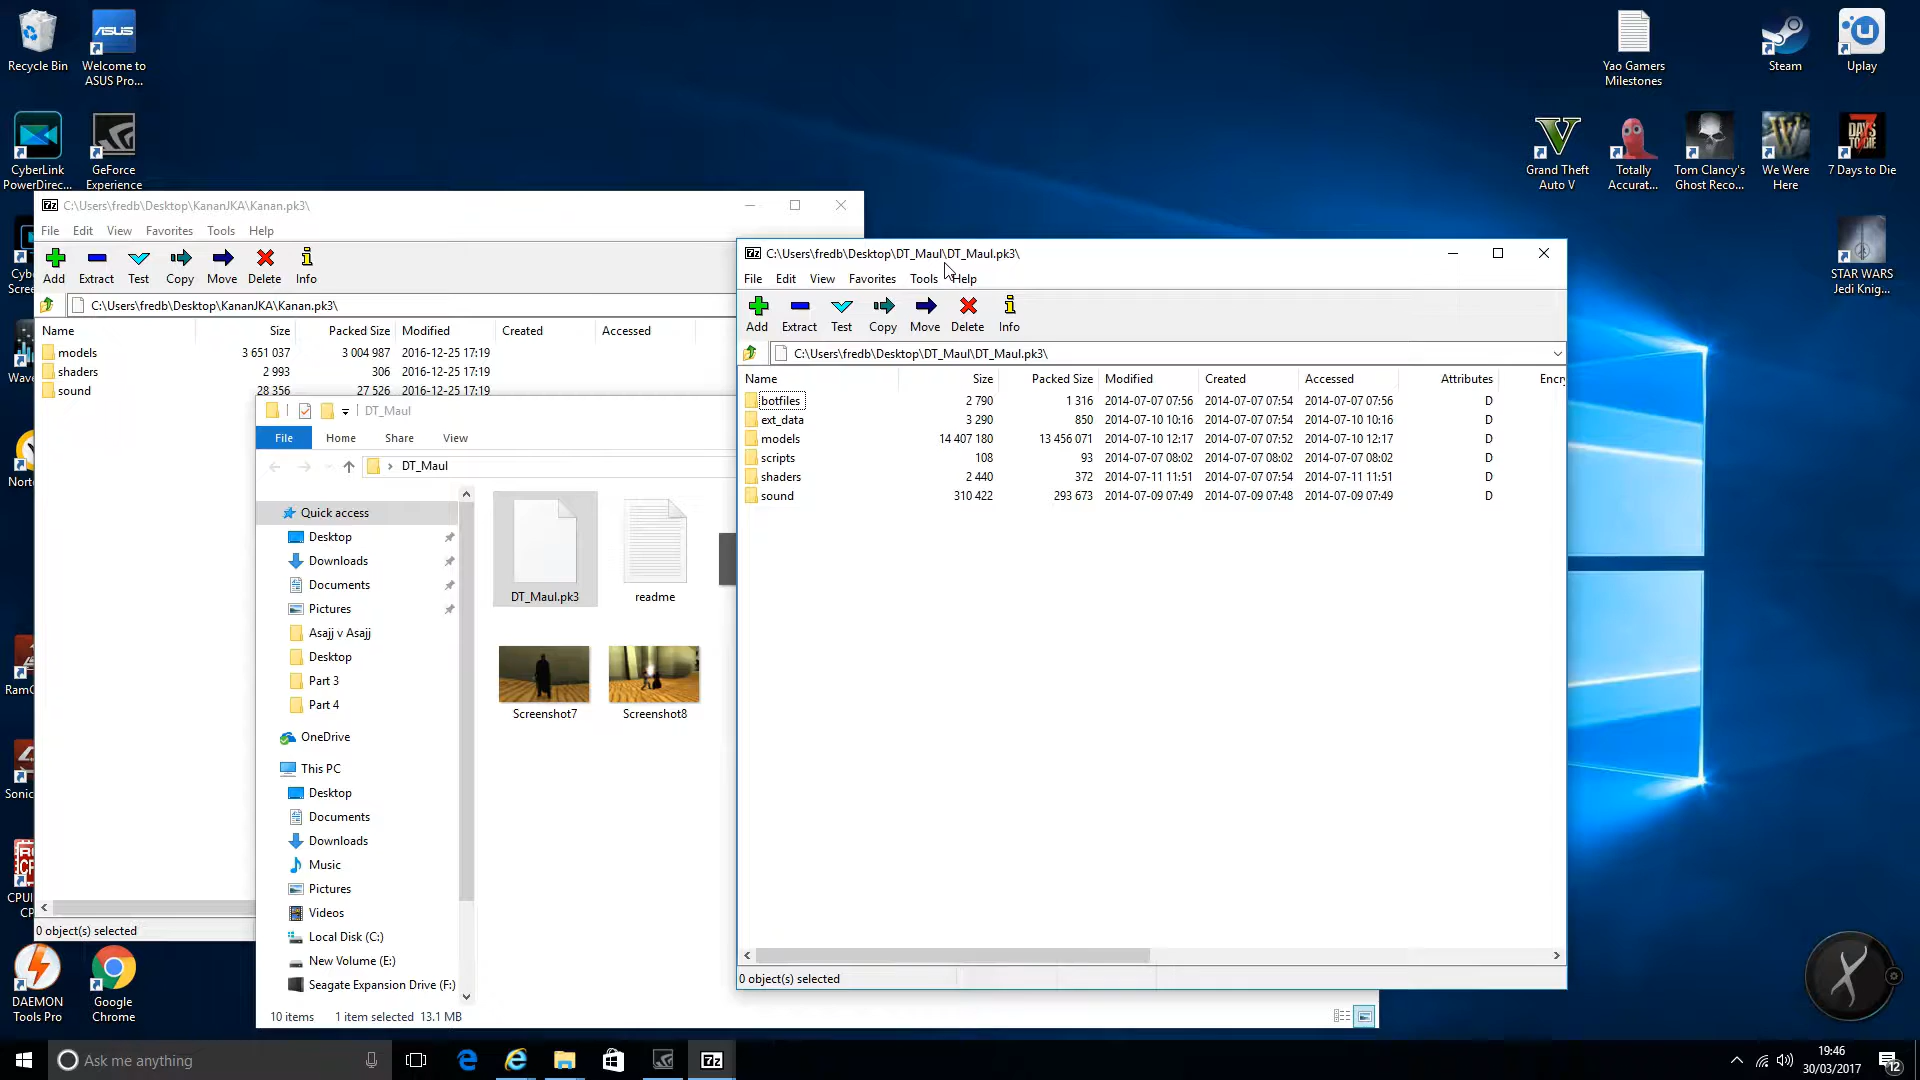 Recycle Bin
Welcome to
ASUS Pro...
ASUS
CyberLink
PowerDirec...
GeForce
Experience
Yao Gamers
Milestones
Steam
Uplay
Grand Theft
Auto V
Totally
Accurat...
Tom Clancy's
Ghost Reco...
We Were
Here
7 Days to Die
STAR WARS
Jedi Knig...
Cybe
Scree
Wave
Nort
RamC
Sonic
CPUI
CP
DAEMON
Tools Pro
Google
Chrome
7z C:\Users\fredb\Desktop\KananJKA\Kanan.pk3\
File Edit View Favorites Tools Help
Add Extract Test Copy Move Delete Info
C:\Users\fredb\Desktop\KananJKA\Kanan.pk3\
Name Size Packed Size Modified Created Accessed
models 3 651 037 3 004 987 2016-12-25 17:19
shaders 2 993 306 2016-12-25 17:19
sound 28 356 27 526 2016-12-25 17:19
0 object(s) selected
DT_Maul
File Home Share View
DT_Maul
Quick access
Desktop
Downloads
Documents
Pictures
Asajj v Asajj
Desktop
Part 3
Part 4
OneDrive
This PC
Desktop
Documents
Downloads
Music
Pictures
Videos
Local Disk (C:)
New Volume (E:)
Seagate Expansion Drive (F:)
DT_Maul.pk3
readme
Screenshot7
Screenshot8
10 items 1 item selected 13.1 MB
7z C:\Users\fredb\Desktop\DT_Maul\DT_Maul.pk3\
File Edit View Favorites Tools Help
Add Extract Test Copy Move Delete Info
C:\Users\fredb\Desktop\DT_Maul\DT_Maul.pk3\
Name Size Packed Size Modified Created Accessed Attributes Encr
botfiles 2 790 1 316 2014-07-07 07:56 2014-07-07 07:54 2014-07-07 07:56 D
ext_data 3 290 850 2014-07-10 10:16 2014-07-07 07:54 2014-07-10 10:16 D
models 14 407 180 13 456 071 2014-07-10 12:17 2014-07-07 07:52 2014-07-10 12:17 D
scripts 108 93 2014-07-07 08:02 2014-07-07 08:02 2014-07-07 08:02 D
shaders 2 440 372 2014-07-11 11:51 2014-07-07 07:54 2014-07-11 11:51 D
sound 310 422 293 673 2014-07-09 07:49 2014-07-09 07:48 2014-07-09 07:49 D
0 object(s) selected
Ask me anything
7z
19:46
30/03/2017
12